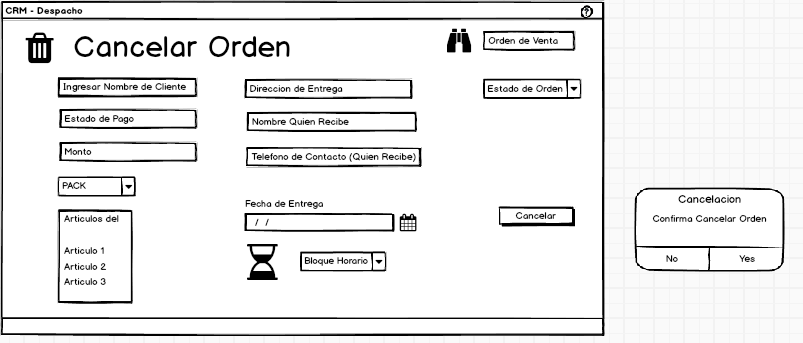 CRM - Despacho
Cancelar Orden
Orden de Venta
Ingresar Nombre de Cliente
Direccion de Entrega
Estado de Orden
Estado de Pago
Nombre Quien Recibe
Monto
Telefono de Contacto (Quien Recibe)
PACK
Fecha de Entrega
/ /
Cancelar
Articulos del
Articulo 1
Articulo 2
Articulo 3
Bloque Horario
Cancelacion
Confirma Cancelar Orden
No
Yes